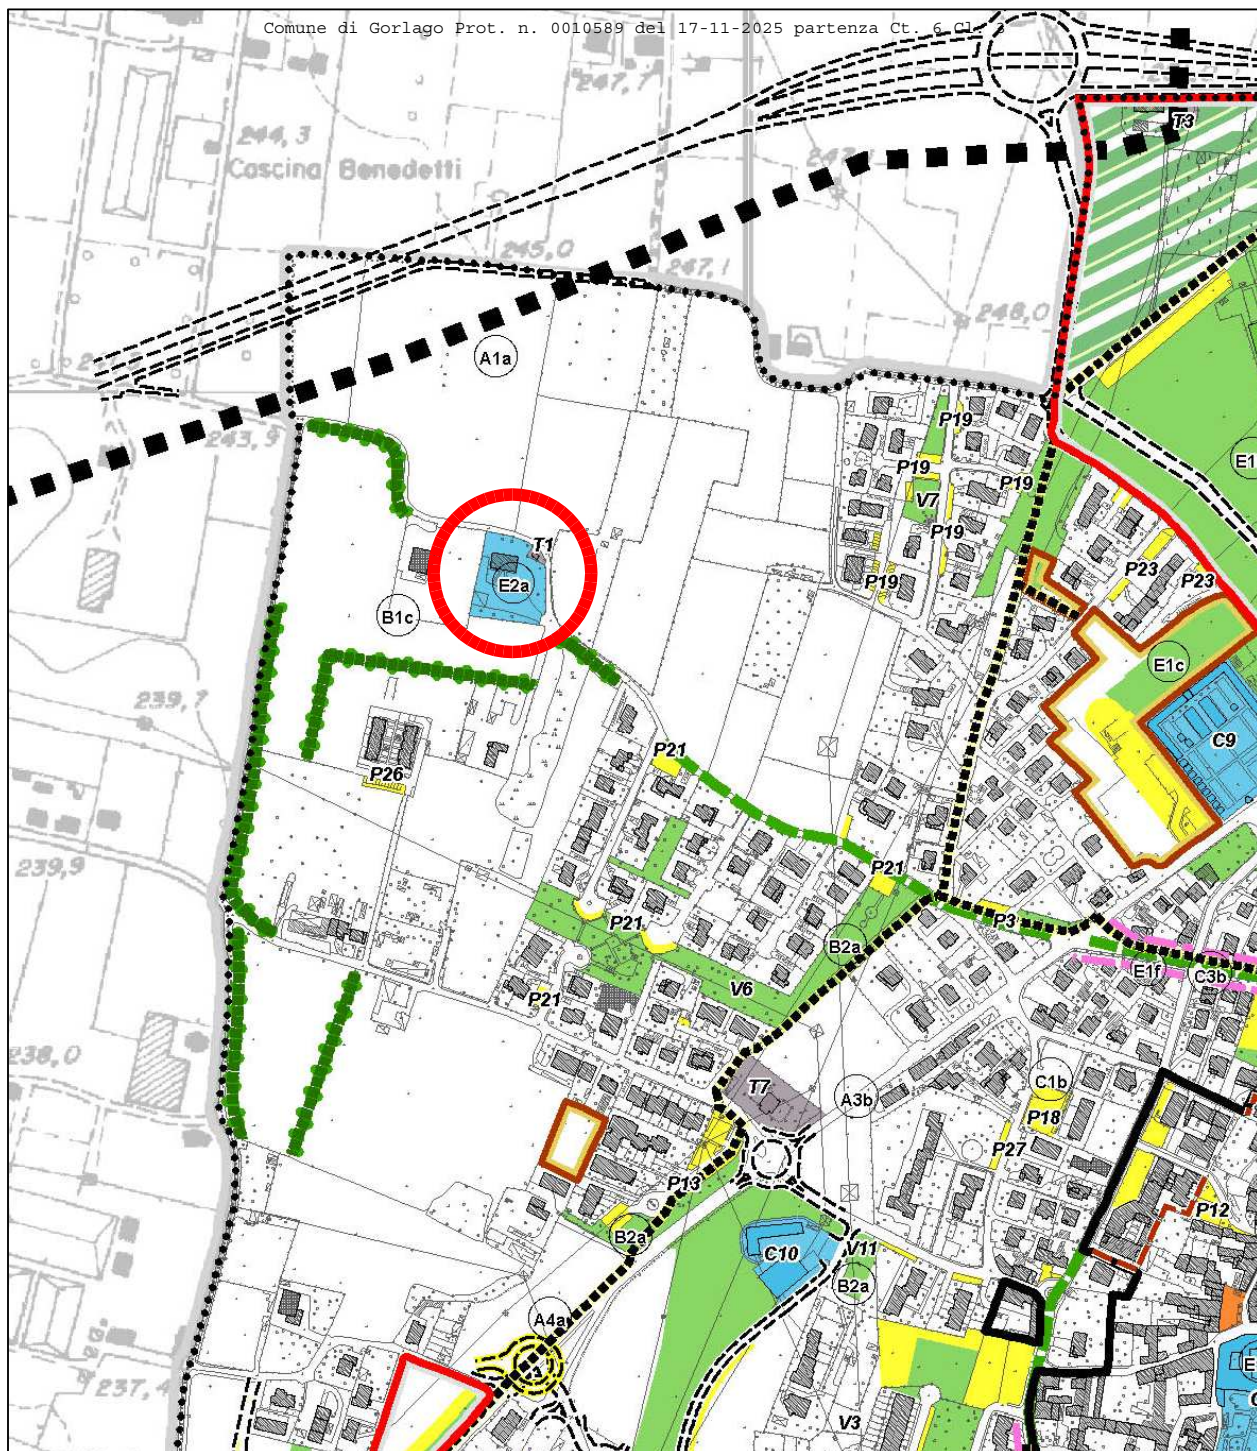 Comune di Gorlago Prot. n. 0010589 del 17-11-2025 partenza Ct. 6 Cl. 3
247,7
T3
244,3
Cascina Benedetti
245,0
247,1
248,0
A1a
P19
243,9
P19
E1
P19
V7
P19
T1
P23
P23
P19
E2a
B1c
E1c
239,7
C9
P21
P26
239,9
P21
P21
P3
B2a
E1f
C3b
V6
P21
238,0
C1b
T7
A3b
P18
P27
P13
P12
B2a
C10
V11
B2a
A4a
237,4
V3